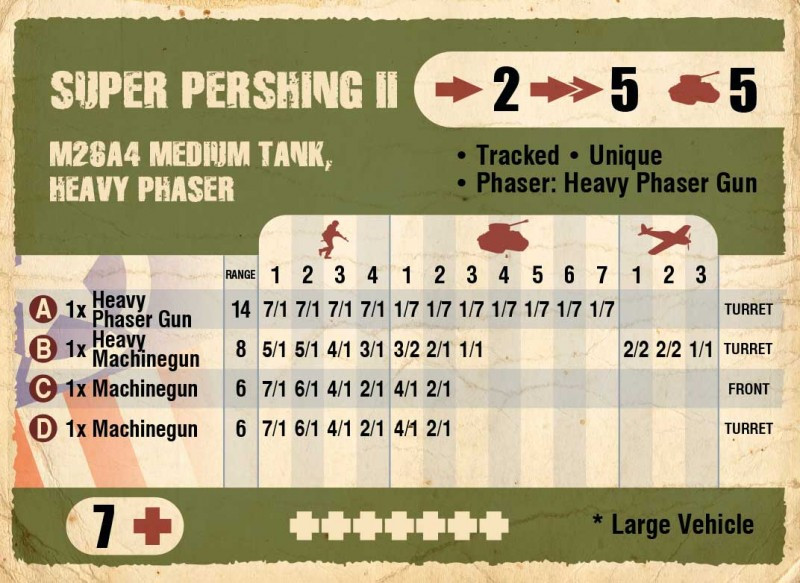 SUPER PERSHING II
2 5 5
M26A4 MEDIUM TANK,
HEAVY PHASER
• Tracked • Unique
• Phaser: Heavy Phaser Gun
RANGE 1 2 3 4 1 2 3 4 5 6 7 1 2 3
A 1x Heavy Phaser Gun 14 7/1 7/1 7/1 7/1 1/7 1/7 1/7 1/7 1/7 1/7 1/7 TURRET
B 1x Heavy Machinegun 8 5/1 5/1 4/1 3/1 3/2 2/1 1/1 2/2 2/2 1/1 TURRET
C 1x Machinegun 6 7/1 6/1 4/1 2/1 4/1 2/1 FRONT
D 1x Machinegun 6 7/1 6/1 4/1 2/1 4/1 2/1 TURRET
7
* Large Vehicle